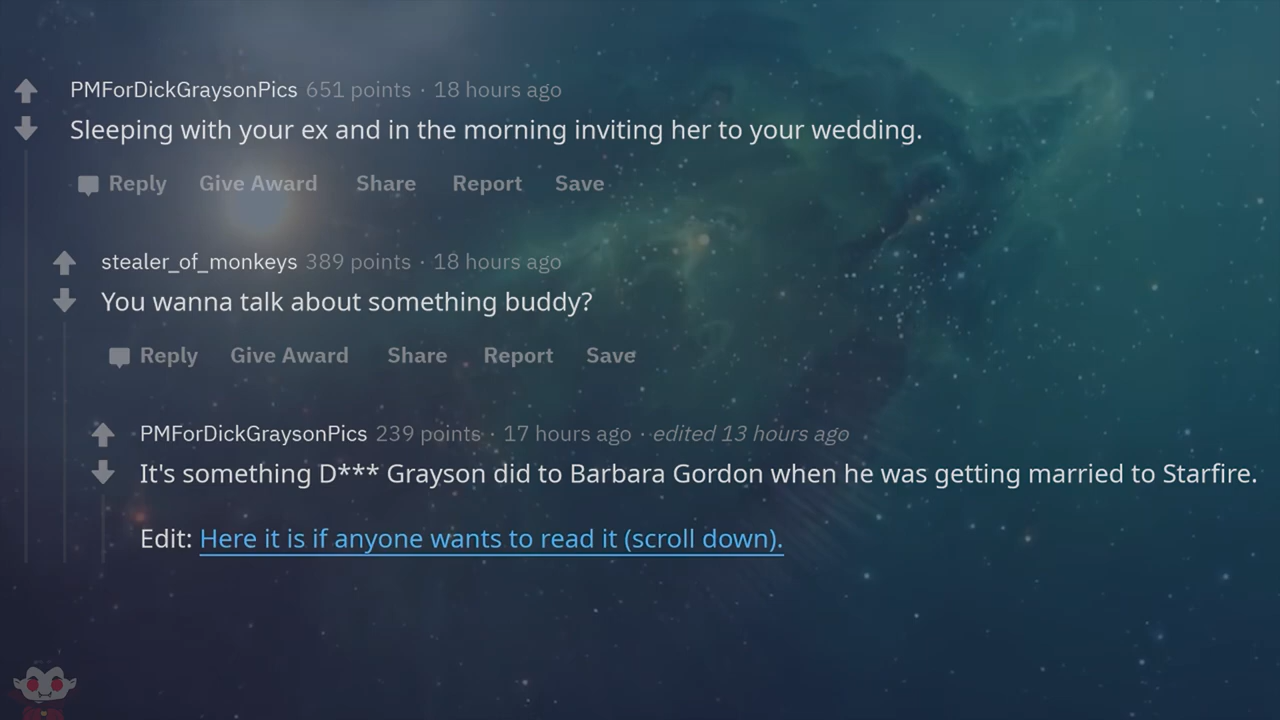 PMForDickGraysonPics 651 points · 18 hours ago
Sleeping with your ex and in the morning inviting her to your wedding.
Reply Give Award Share Report Save
stealer_of_monkeys 389 points · 18 hours ago
You wanna talk about something buddy?
Reply Give Award Share Report Save
PMForDickGraysonPics 239 points · 17 hours ago · edited 13 hours ago
It's something D*** Grayson did to Barbara Gordon when he was getting married to Starfire.
Edit: Here it is if anyone wants to read it (scroll down).